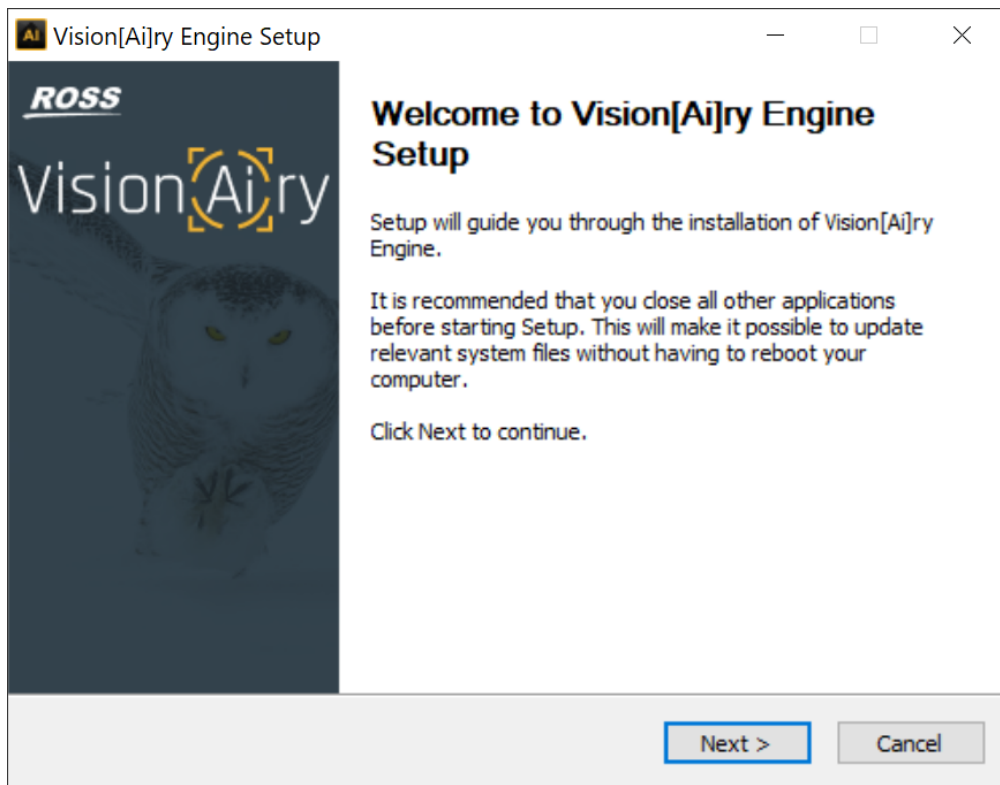 Vision[Ai]ry Engine Setup
ROSS
Vision[Ai]ry
Welcome to Vision[Ai]ry Engine
Setup
Setup will guide you through the installation of Vision[Ai]ry
Engine.
It is recommended that you close all other applications
before starting Setup. This will make it possible to update
relevant system files without having to reboot your
computer.
Click Next to continue.
Next >
Cancel